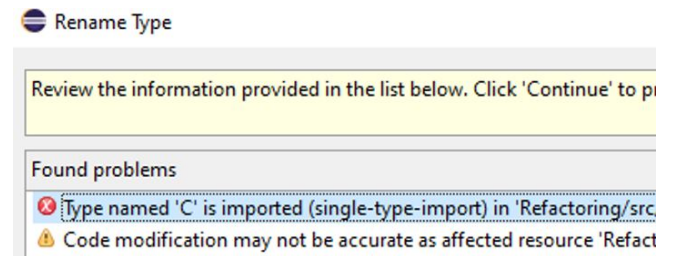 Rename Type
Review the information provided in the list below. Click 'Continue' to
Found problems
Type named 'C' is imported (single-type-import) in 'Refactoring/src
Code modification may not be accurate as affected resource 'Refact